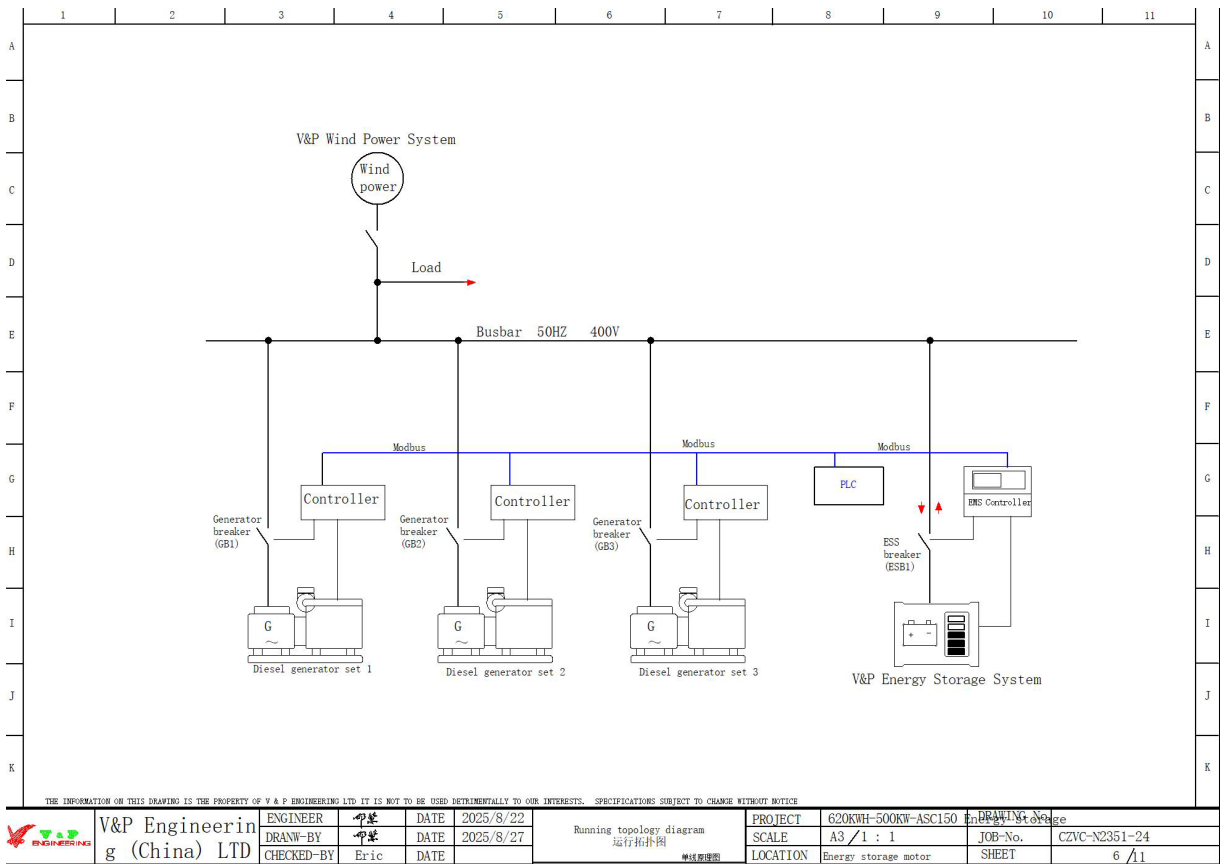 1 2 3 4 5 6 7 8 9 10 11
A A
B B
V&P Wind Power System
Wind
power
C C
D D
Load
E E
Busbar 50HZ 400V
F F
Modbus Modbus Modbus
G G
Controller Controller Controller PLC EMS Controller
Generator
breaker
(GB1)
Generator
breaker
(GB2)
Generator
breaker
(GB3)
ESS
breaker
(ESB1)
H H
I I
G
~
G
~
G
~
+ -
Diesel generator set 1 Diesel generator set 2 Diesel generator set 3
V&P Energy Storage System
J J
K K
THE INFORMATION ON THIS DRAWING IS THE PROPERTY OF V & P ENGINEERING LTD IT IS NOT TO BE USED DETRIMENTALLY TO OUR INTERESTS. SPECIFICATIONS SUBJECT TO CHANGE WITHOUT NOTICE
V & P
ENGINEERING
V&P Engineerin
g (China) LTD
ENGINEER DATE 2025/8/22
DRANW-BY DATE 2025/8/27
CHECKED-BY Eric DATE
Running topology diagram
运行拓扑图
单线原理图
PROJECT 620KWH-500KW-ASC150 Energy storage DRAWING No.
SCALE A3 / 1 : 1 JOB-No. CZVC-N2351-24
LOCATION Energy storage motor SHEET 6 / 11